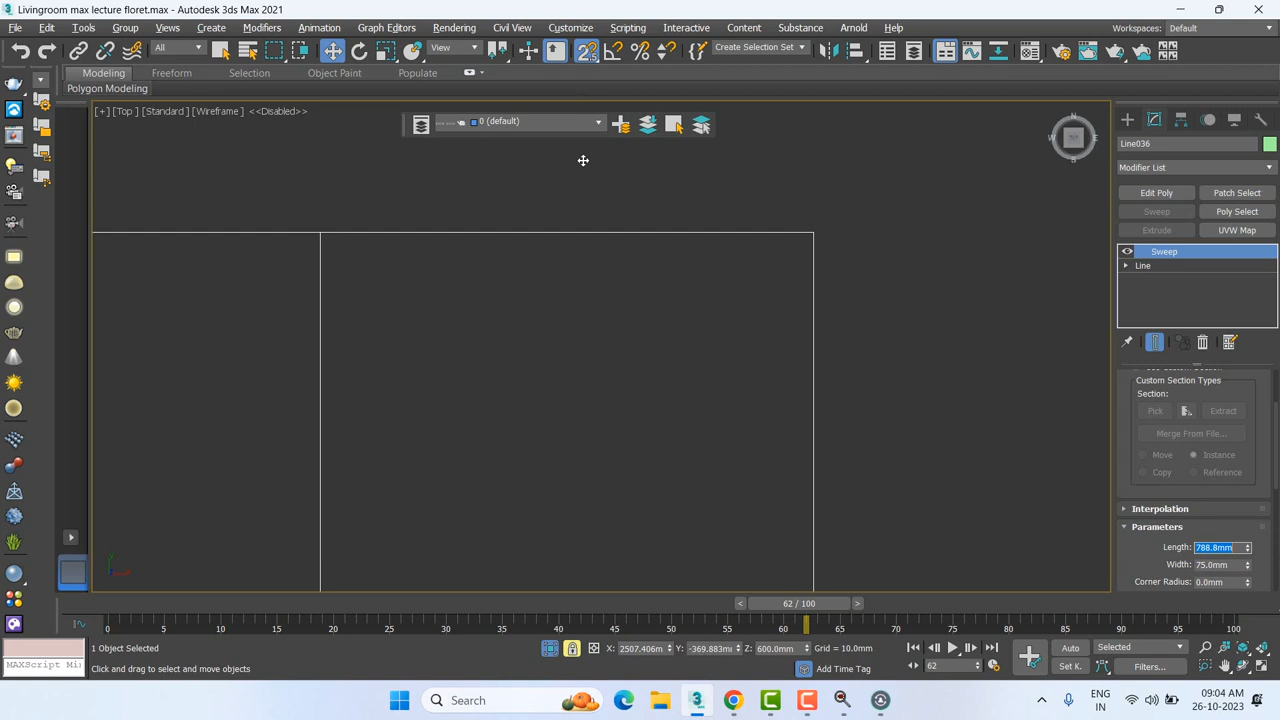 Livingroom max lecture floret.max - Autodesk 3ds Max 2021
File Edit Tools Group Views Create Modifiers Animation Graph Editors Rendering Civil View Customize Scripting Interactive Content Substance Arnold Help
Workspaces: Default
All View Create Selection Set
Modeling Freeform Selection Object Paint Populate
Polygon Modeling
[+] [Top ] [Standard ] [Wireframe ] <<Disabled>>
0 (default)
N
W E
S
Line036
Modifier List
Edit Poly Patch Select
Sweep Poly Select
Extrude UVW Map
Sweep
Line
Custom Section Types
Section:
Pick Extract
Merge From File...
Move Instance
Copy Reference
Interpolation
Parameters
Length: 788.8mm
Width: 75.0mm
Corner Radius: 0.0mm
62 / 100
0 5 10 15 20 25 30 35 40 45 50 55 60 65 70 75 80 85 90 95 100
1 Object Selected
X: 2507.406m Y: -369.883m Z: 600.0mm Grid = 10.0mm
Auto Selected
MAXScript Mi
Click and drag to select and move objects
Add Time Tag
62
Set K. Filters...
Search
ENG
IN
09:04 AM
26-10-2023